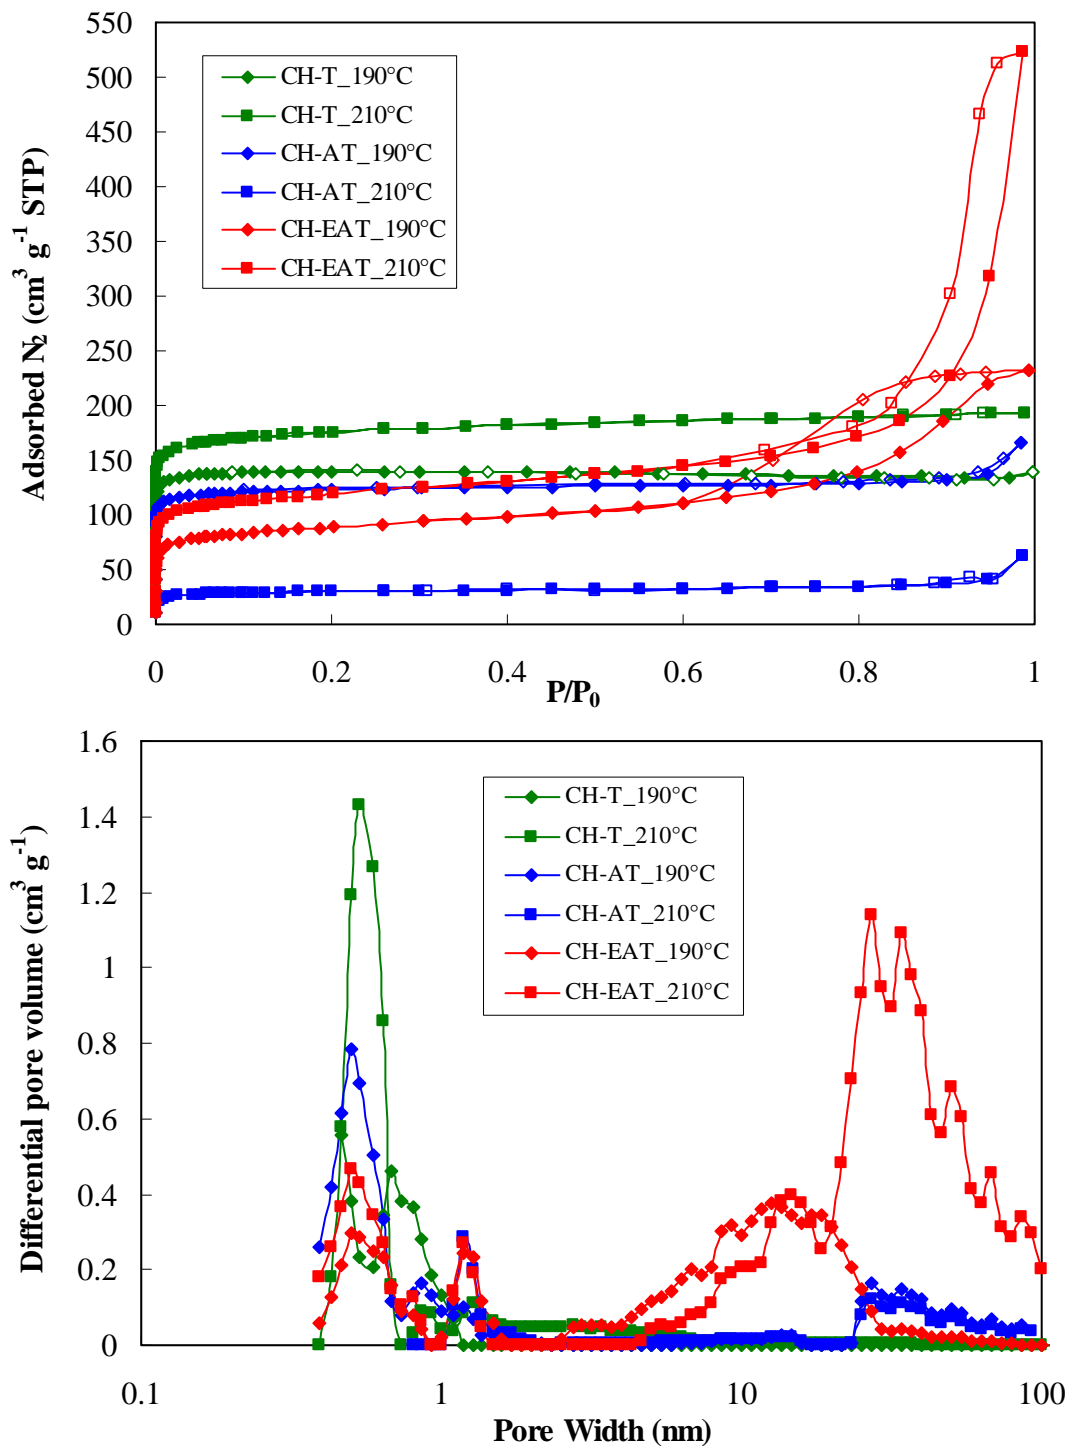 550
500
450
400
350
300
250
200
150
100
50
0
Adsorbed N2 (cm3 g-1 STP)
CH-T_190°C
CH-T_210°C
CH-AT_190°C
CH-AT_210°C
CH-EAT_190°C
CH-EAT_210°C
0 0.2 0.4 0.6 0.8 1
P/P0
1.6
1.4
1.2
1
0.8
0.6
0.4
0.2
0
Differential pore volume (cm3 g-1)
CH-T_190°C
CH-T_210°C
CH-AT_190°C
CH-AT_210°C
CH-EAT_190°C
CH-EAT_210°C
0.1 1 10 100
Pore Width (nm)